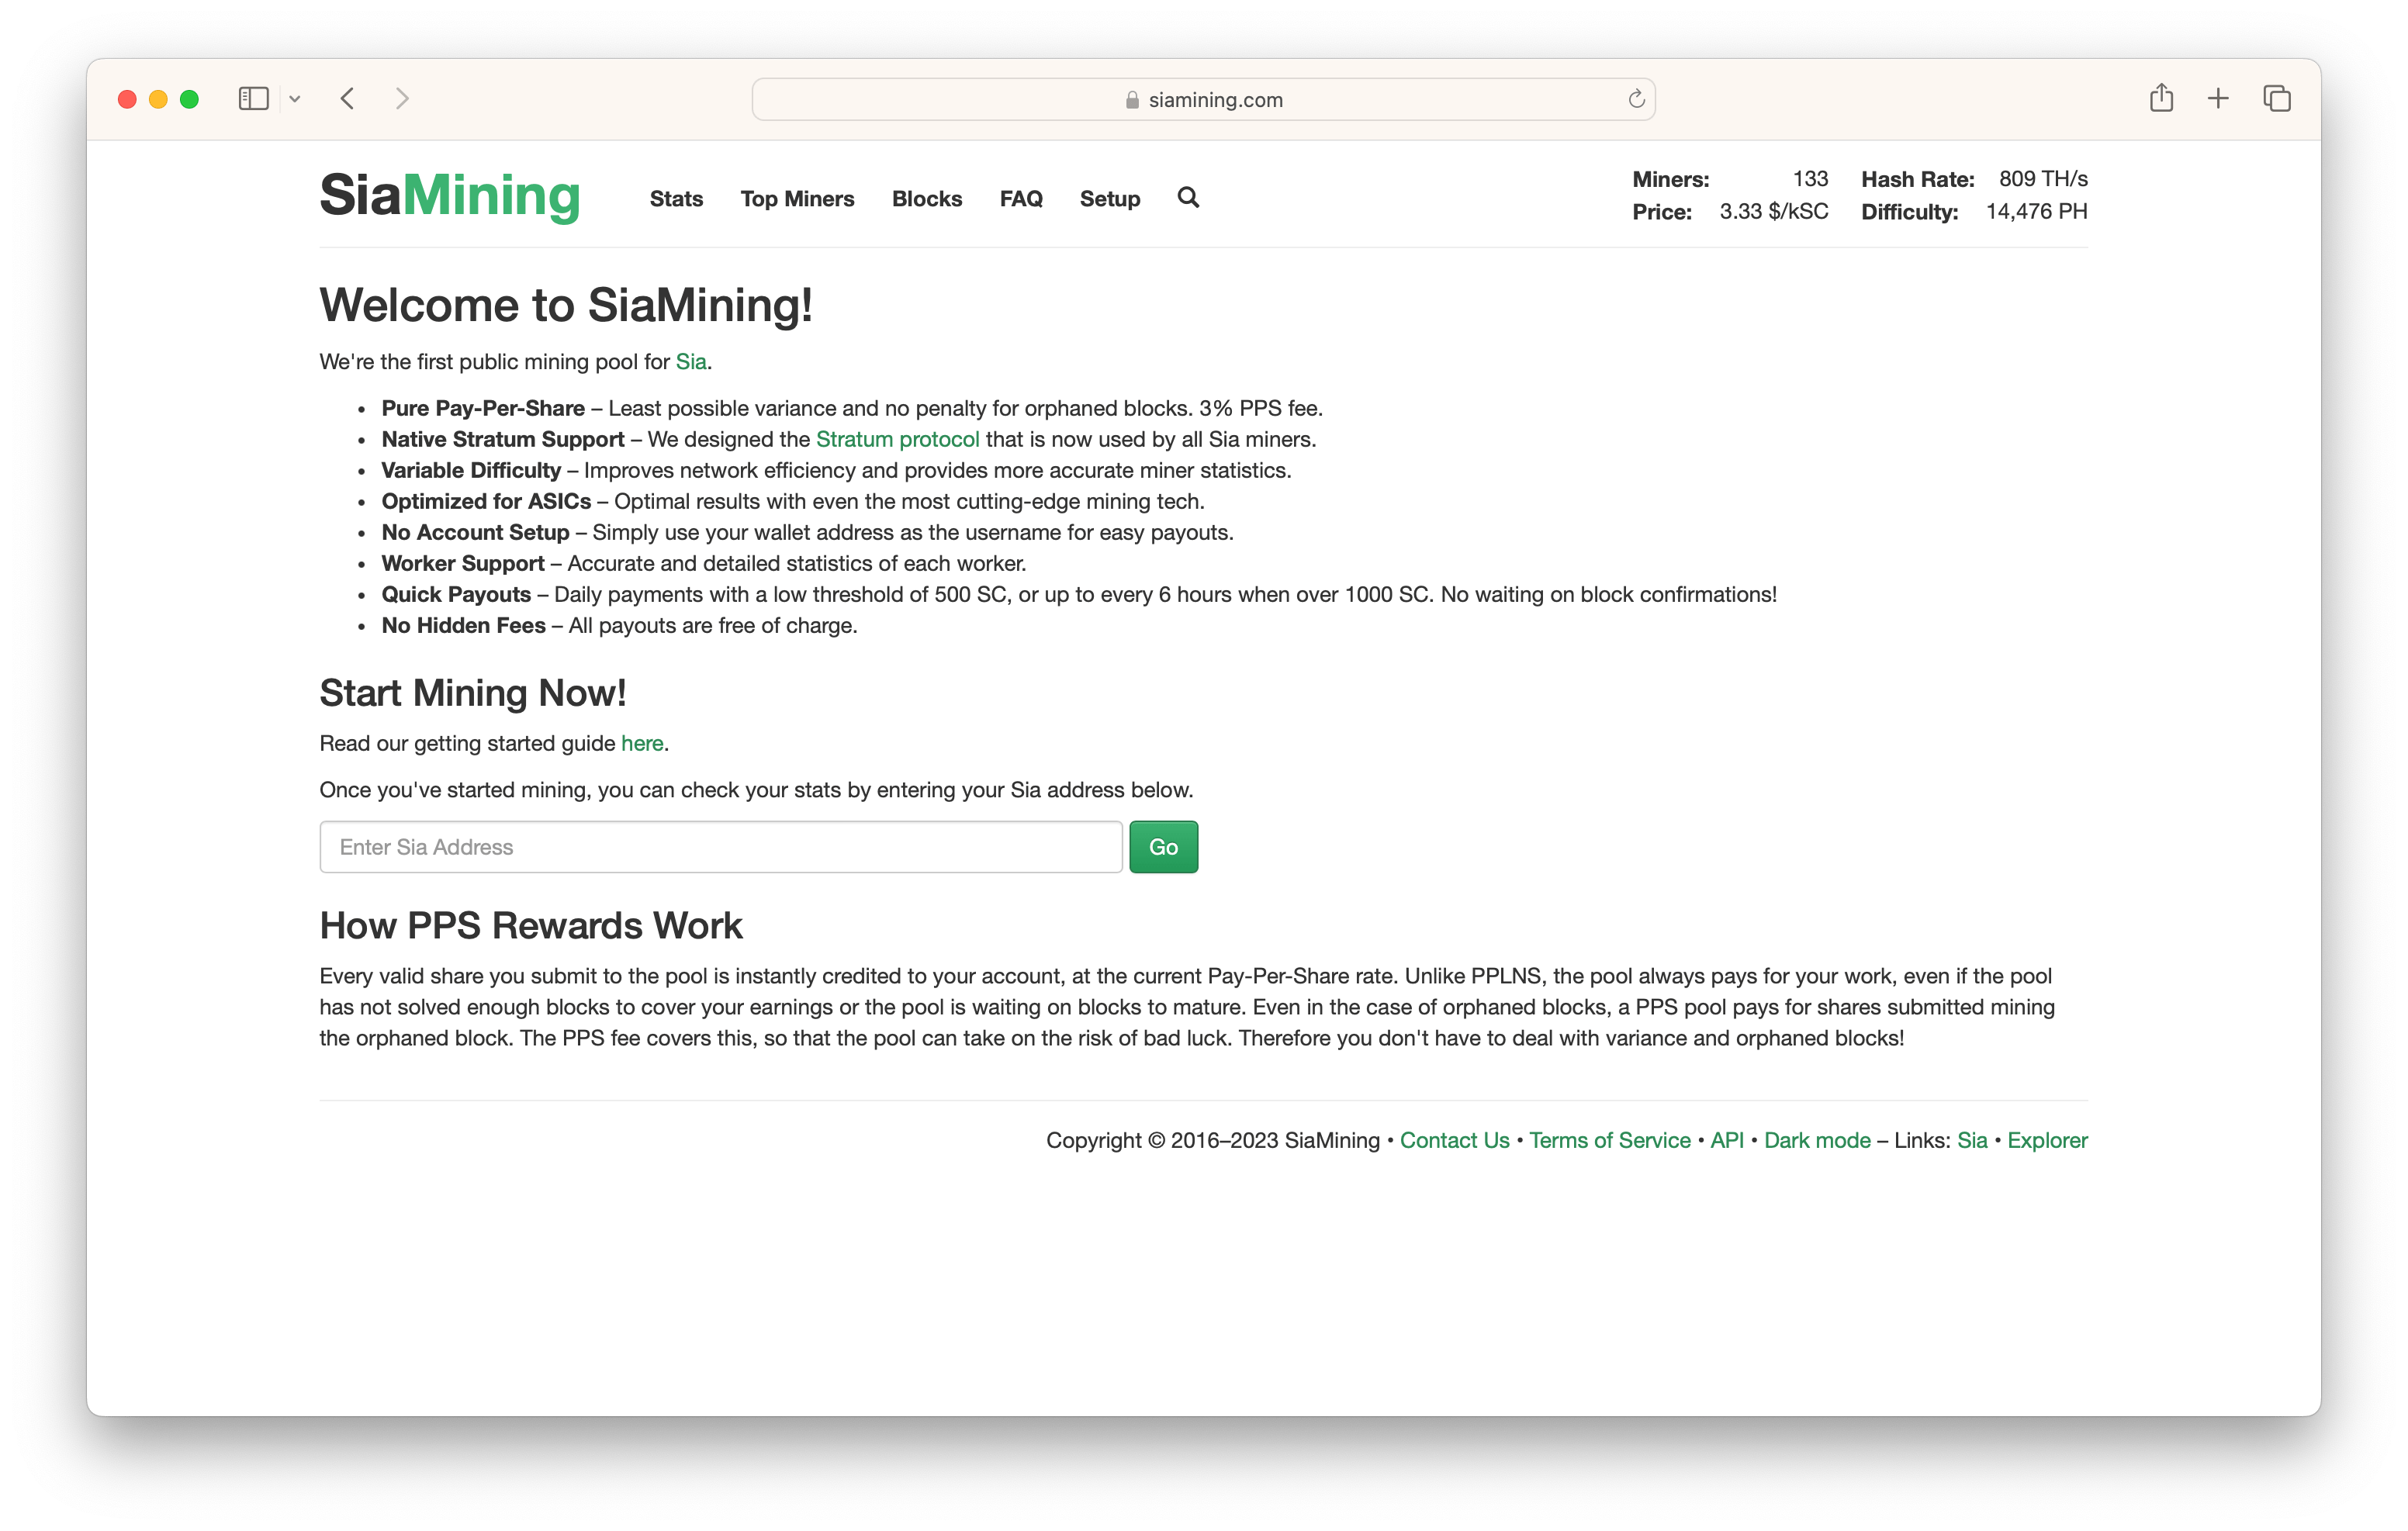 siamining.com
SiaMining
Stats Top Miners Blocks FAQ Setup
Miners: 133 Hash Rate: 809 TH/s
Price: 3.33 $/kSC Difficulty: 14,476 PH
Welcome to SiaMining!
We're the first public mining pool for Sia.
• Pure Pay-Per-Share – Least possible variance and no penalty for orphaned blocks. 3% PPS fee.
• Native Stratum Support – We designed the Stratum protocol that is now used by all Sia miners.
• Variable Difficulty – Improves network efficiency and provides more accurate miner statistics.
• Optimized for ASICs – Optimal results with even the most cutting-edge mining tech.
• No Account Setup – Simply use your wallet address as the username for easy payouts.
• Worker Support – Accurate and detailed statistics of each worker.
• Quick Payouts – Daily payments with a low threshold of 500 SC, or up to every 6 hours when over 1000 SC. No waiting on block confirmations!
• No Hidden Fees – All payouts are free of charge.
Start Mining Now!
Read our getting started guide here.
Once you've started mining, you can check your stats by entering your Sia address below.
Enter Sia Address Go
How PPS Rewards Work
Every valid share you submit to the pool is instantly credited to your account, at the current Pay-Per-Share rate. Unlike PPLNS, the pool always pays for your work, even if the pool
has not solved enough blocks to cover your earnings or the pool is waiting on blocks to mature. Even in the case of orphaned blocks, a PPS pool pays for shares submitted mining
the orphaned block. The PPS fee covers this, so that the pool can take on the risk of bad luck. Therefore you don't have to deal with variance and orphaned blocks!
Copyright © 2016–2023 SiaMining • Contact Us • Terms of Service • API • Dark mode – Links: Sia • Explorer